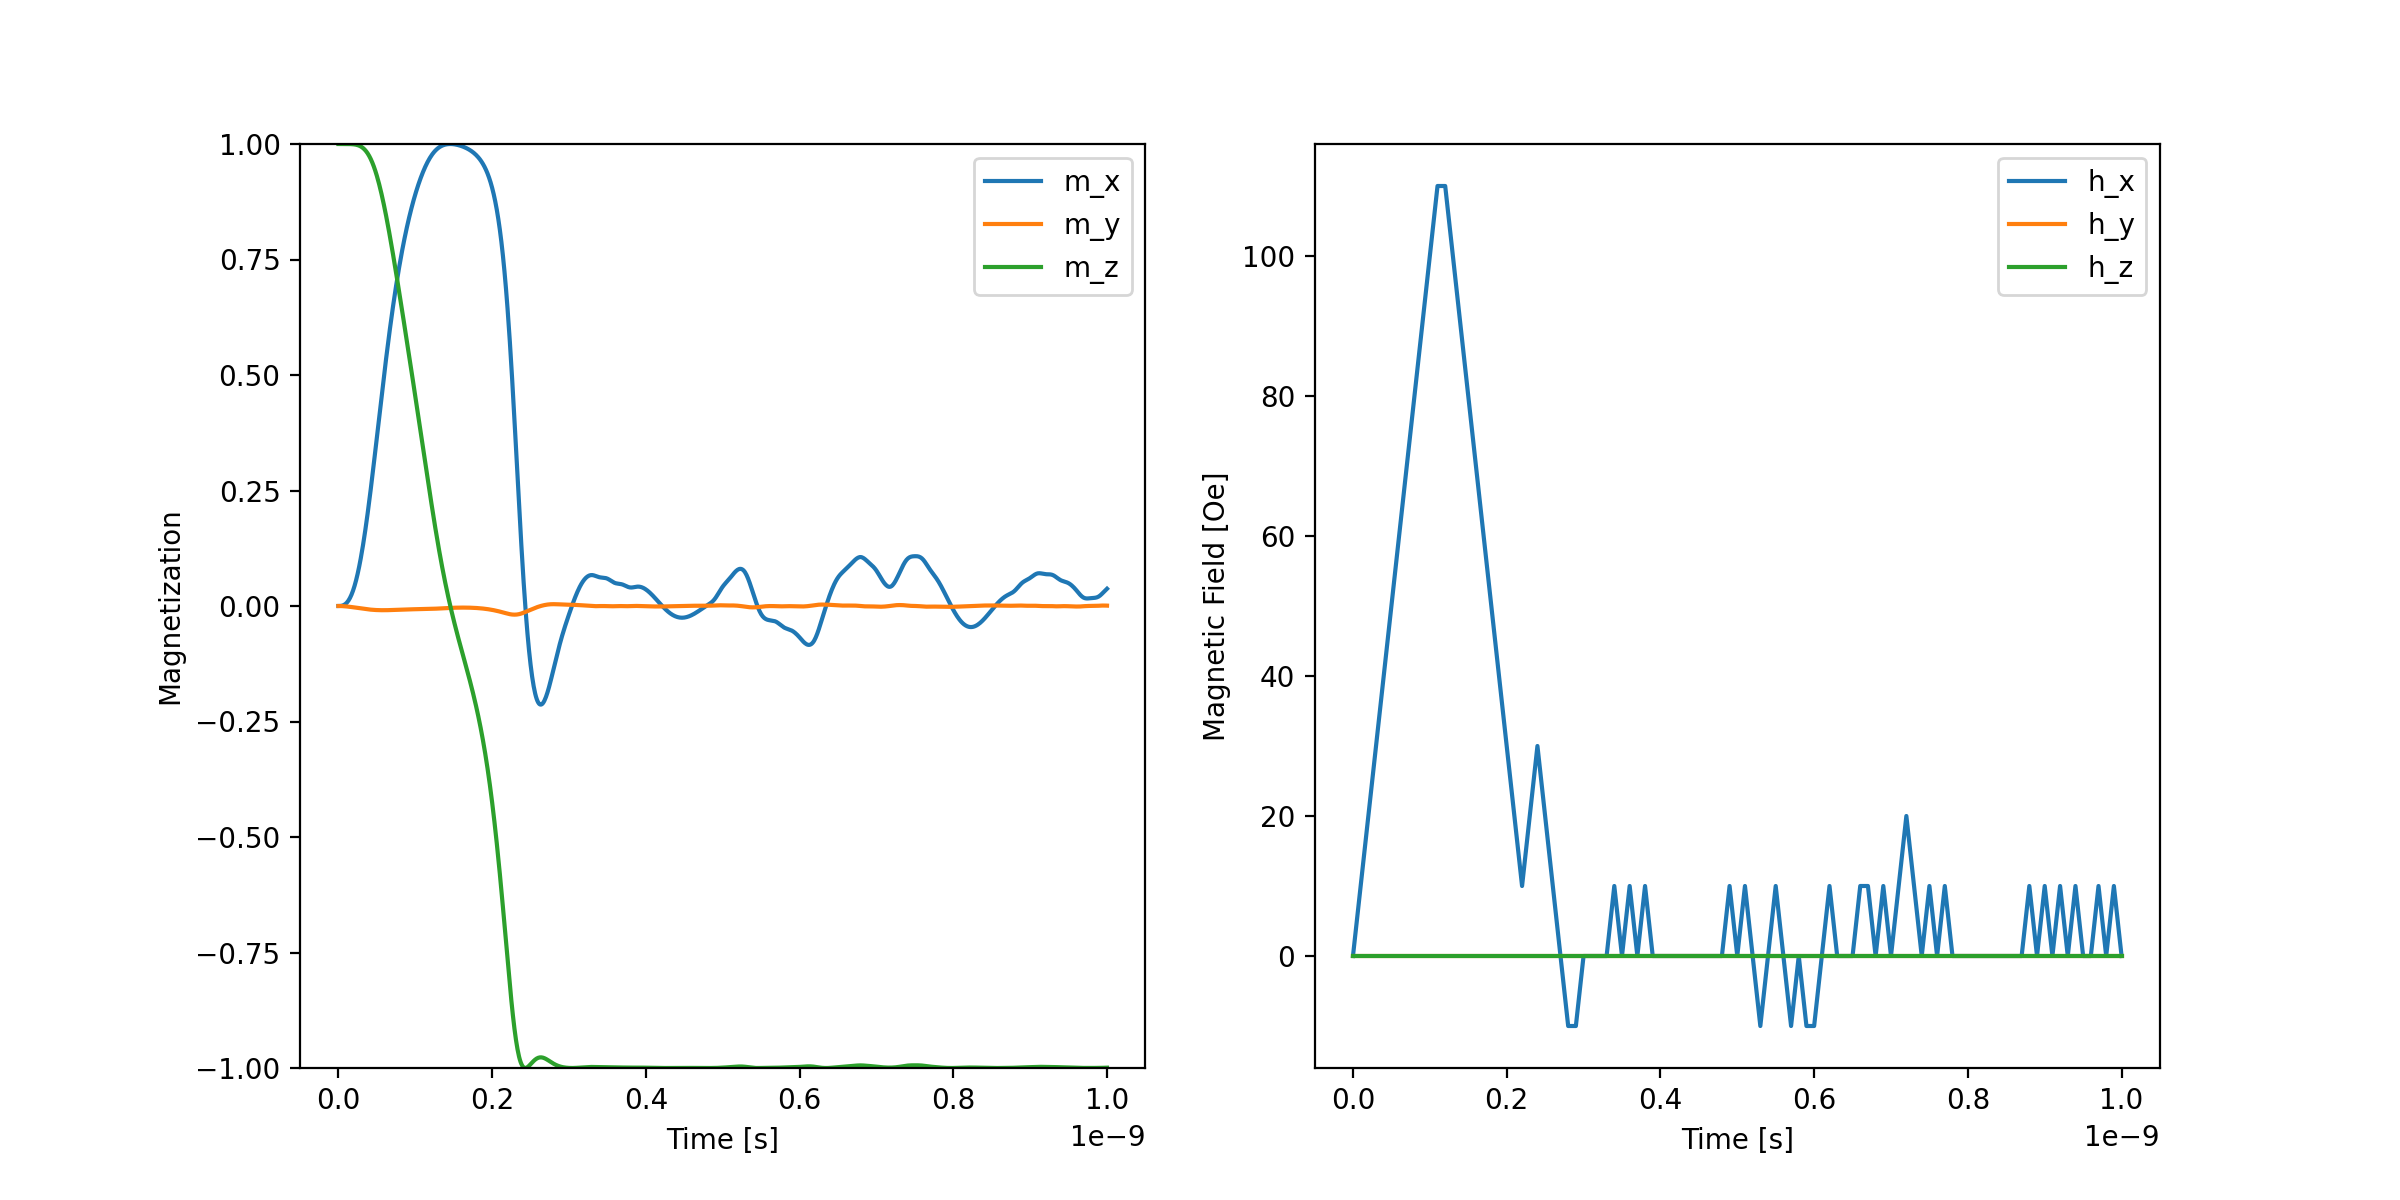 1.00
0.75
0.50
0.25
0.00
−0.25
−0.50
−0.75
−1.00
Magnetization
0.0 0.2 0.4 0.6 0.8 1.0
1e−9
Time [s]
m_x
m_y
m_z
100
80
60
40
20
0
Magnetic Field [Oe]
0.0 0.2 0.4 0.6 0.8 1.0
1e−9
Time [s]
h_x
h_y
h_z